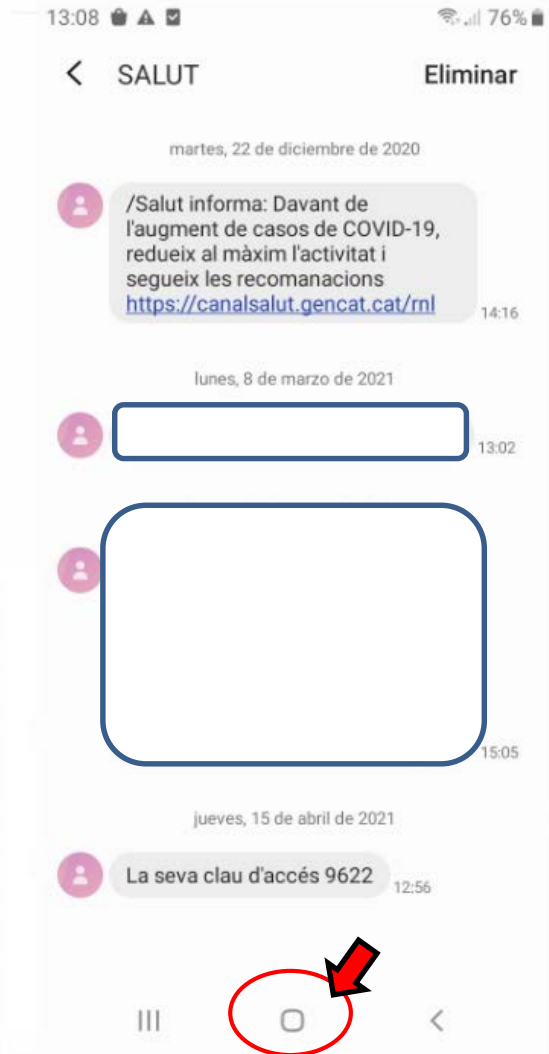 13:08 76%
SALUT Eliminar
martes, 22 de diciembre de 2020
/Salut informa: Davant de
l'augment de casos de COVID-19,
redueix al màxim l'activitat i
segueix les recomanacions
https://canalsalut.gencat.cat/rnl
14:16
lunes, 8 de marzo de 2021
13:02
15:05
jueves, 15 de abril de 2021
La seva clau d'accés 9622
12:56